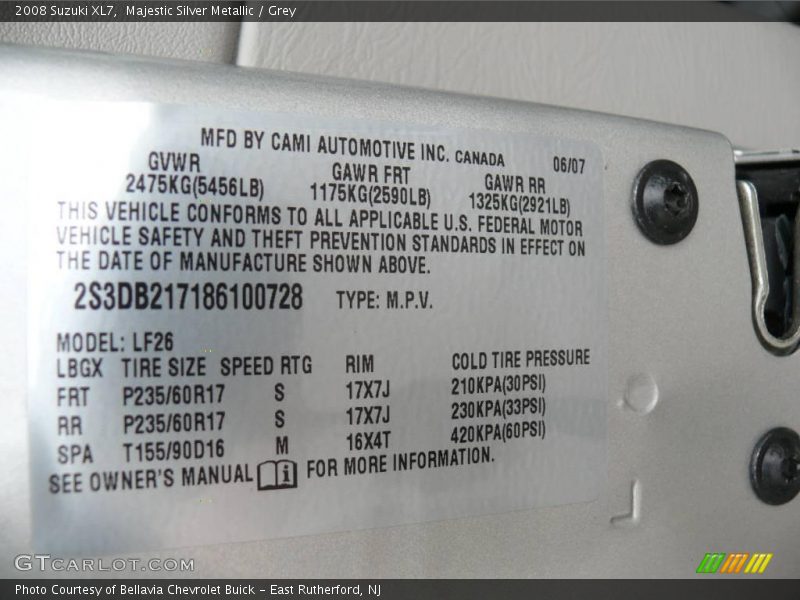 2008 Suzuki XL7,  Majestic Silver Metallic / Grey
MFD BY CAMI AUTOMOTIVE INC. CANADA 06/07
GVWR GAWR FRT GAWR RR
2475KG(5456LB) 1175KG(2590LB) 1325KG(2921LB)
THIS VEHICLE CONFORMS TO ALL APPLICABLE U.S. FEDERAL MOTOR
VEHICLE SAFETY AND THEFT PREVENTION STANDARDS IN EFFECT ON
THE DATE OF MANUFACTURE SHOWN ABOVE.
2S3DB217186100728 TYPE: M.P.V.
MODEL: LF26
LBGX TIRE SIZE SPEED RTG RIM COLD TIRE PRESSURE
FRT P235/60R17 S 17X7J 210KPA(30PSI)
RR P235/60R17 S 17X7J 230KPA(33PSI)
SPA T155/90D16 M 16X4T 420KPA(60PSI)
SEE OWNER'S MANUAL i FOR MORE INFORMATION.
GTCARLOT.COM
Photo Courtesy of Bellavia Chevrolet Buick - East Rutherford, NJ